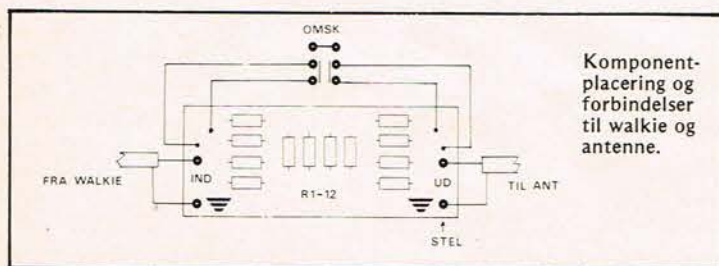 OMSK
Komponent-
placering og
forbindelser
til walkie og
antenne.
FRA WALKIE
IND
R1-12
UD
TIL ANT
STEL